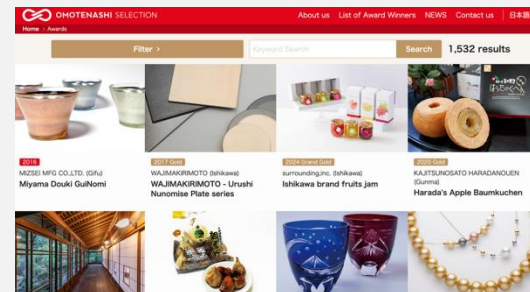 OMOTENASHI SELECTION
About us
List of Award Winners
NEWS
Contact us
日本語
Home
Awards
Filter >
Keyword Search
Search
1,532 results
2016
MIZSEI MFG CO.,LTD. (Gifu)
Miyama Douki GuiNomi
2017 Gold
WAJIMAKIRIMOTO (Ishikawa)
WAJIMAKIRIMOTO - Urushi
Nunomise Plate series
2024 Grand Gold
surrounding,inc. (Ishikawa)
Ishikawa brand fruits jam
2020 Gold
KAJITSUNOSATO HARADANOUEN
(Gunma)
Harada's Apple Baumkuchen